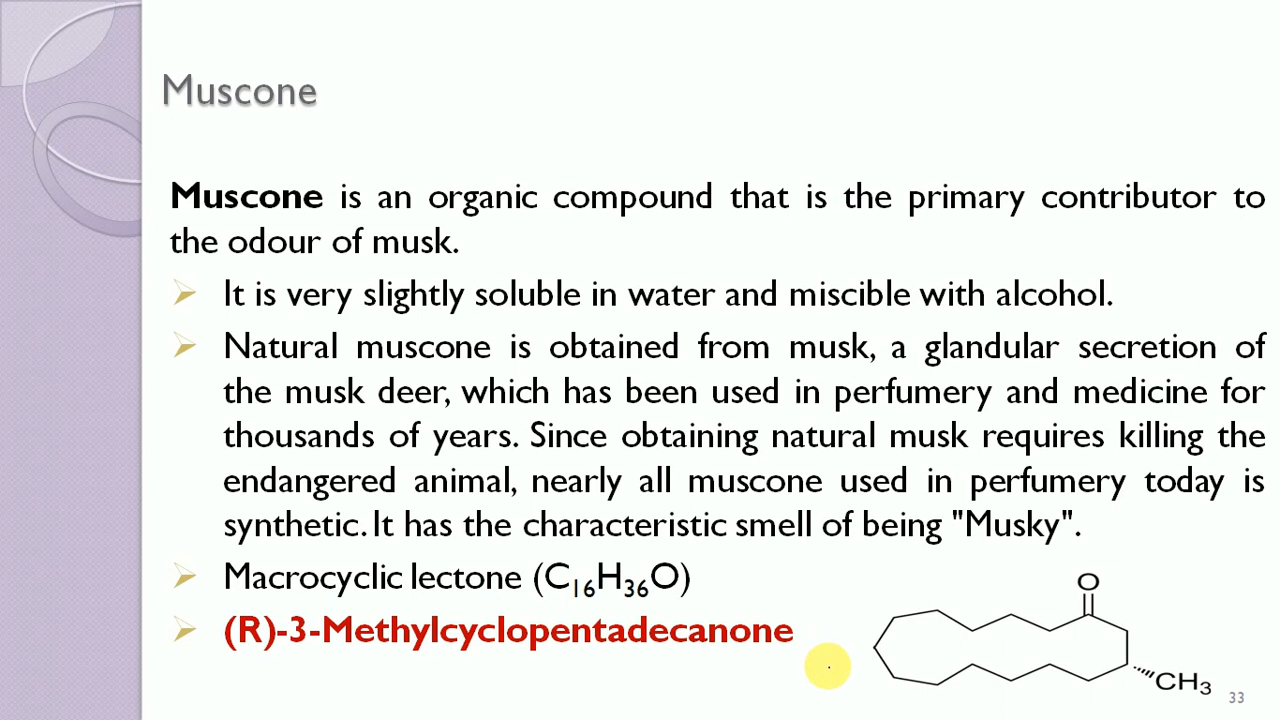 Muscone
Muscone is an organic compound that is the primary contributor to
the odour of musk.
It is very slightly soluble in water and miscible with alcohol.
Natural muscone is obtained from musk, a glandular secretion of
the musk deer, which has been used in perfumery and medicine for
thousands of years. Since obtaining natural musk requires killing the
endangered animal, nearly all muscone used in perfumery today is
synthetic. It has the characteristic smell of being "Musky".
Macrocyclic lectone (C₁₆H₃₆O)
(R)-3-Methylcyclopentadecanone
O
CH₃
33